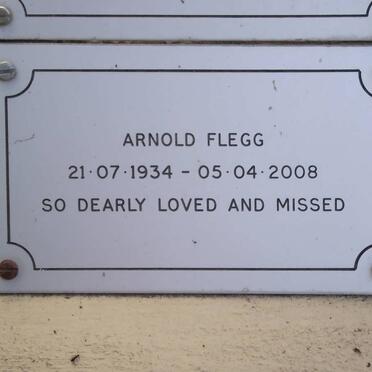 ARNOLD FLEGG
21·07·1934 – 05·04·2008
SO DEARLY LOVED AND MISSED